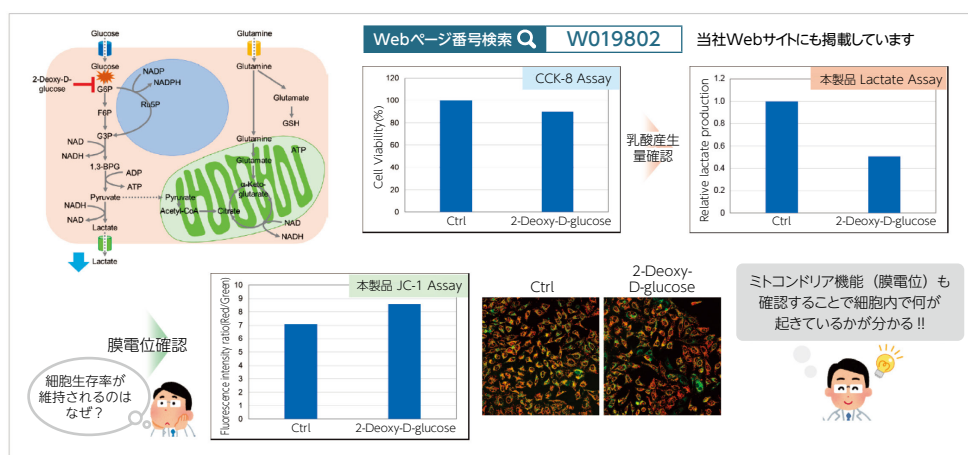 Webページ番号検索 W019802 当社Webサイトにも掲載しています
Glucose
Glutamine
Glucose
2-Deoxy-D-
glucose
G6P
NADP
NADPH
Ru5P
F6P
G3P
NAD
NADH
1,3-BPG
ADP
ATP
Pyruvate
NADH
NAD
Lactate
Lactate
Glutamine
Glutamate
GSH
Glutamine
ATP
Glutamate
α-Keto-
glutarate
Pyruvate
Acetyl-CoA
Citrate
NAD
NADH
CCK-8 Assay
Cell Viability(%)
120
100
80
60
40
20
0
Ctrl 2-Deoxy-D-glucose
乳酸産生
量確認
本製品 Lactate Assay
Relative lactate production
1.2
1.0
0.8
0.6
0.4
0.2
0.0
Ctrl 2-Deoxy-D-glucose
膜電位確認
細胞生存率が
維持されるのは
なぜ？
本製品 JC-1 Assay
Fluorescence intensity ratio(Red/Green)
10
9
8
7
6
5
4
3
2
1
0
Ctrl 2-Deoxy-D-glucose
Ctrl
2-Deoxy-
D-glucose
ミトコンドリア機能（膜電位）も
確認することで細胞内で何が
起きているかが分かる!!